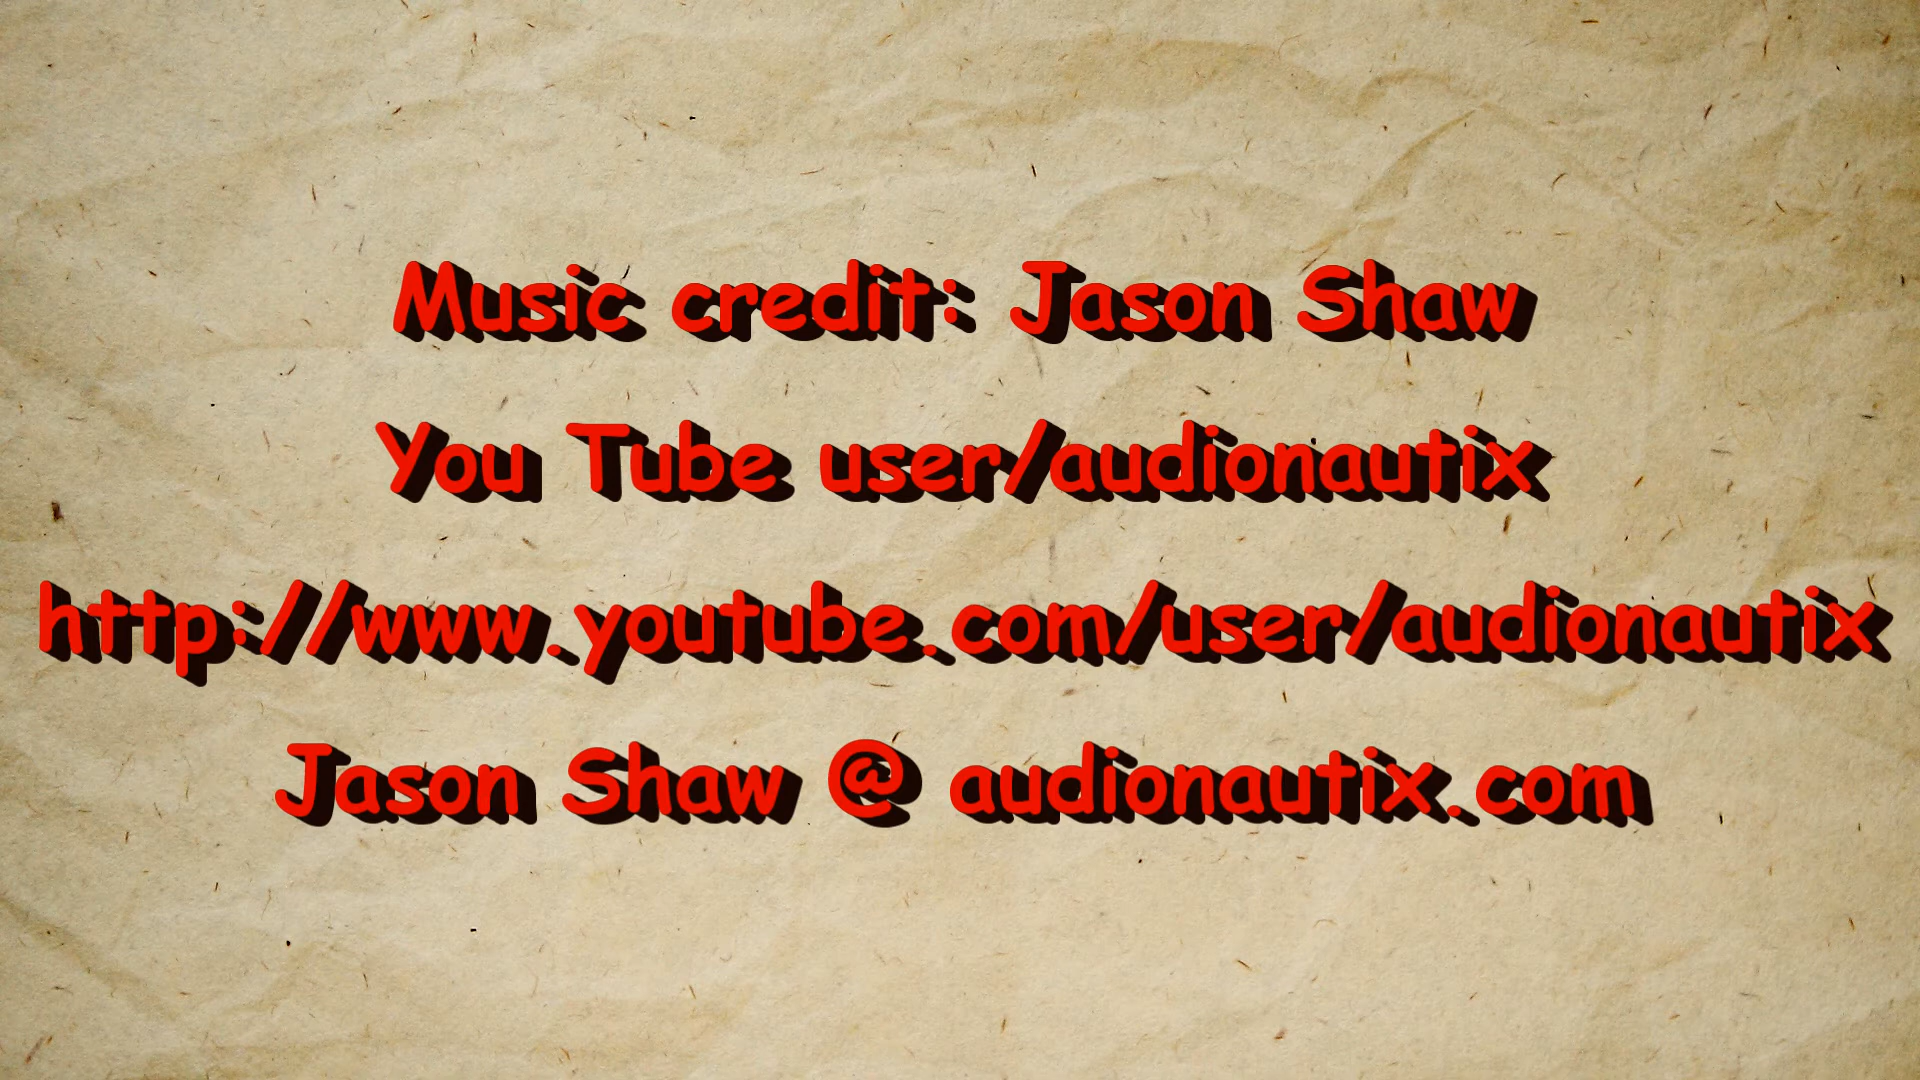 Music credit: Jason Shaw
You Tube user/audionautix
http://www.youtube.com/user/audionautix
Jason Shaw @ audionautix.com